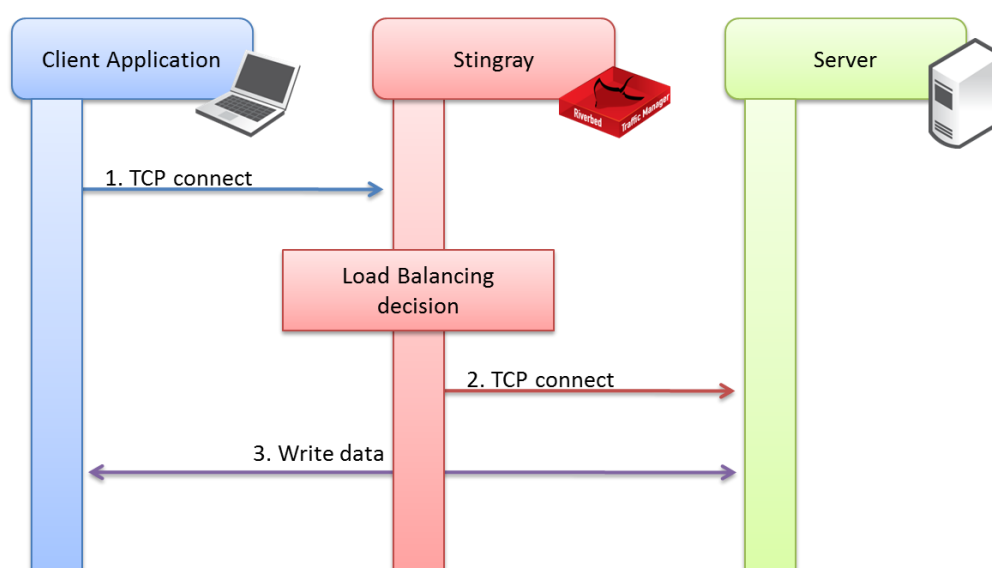 Client Application
Stingray
Server
Riverbed
Traffic Manager
1. TCP connect
Load Balancing
decision
2. TCP connect
3. Write data